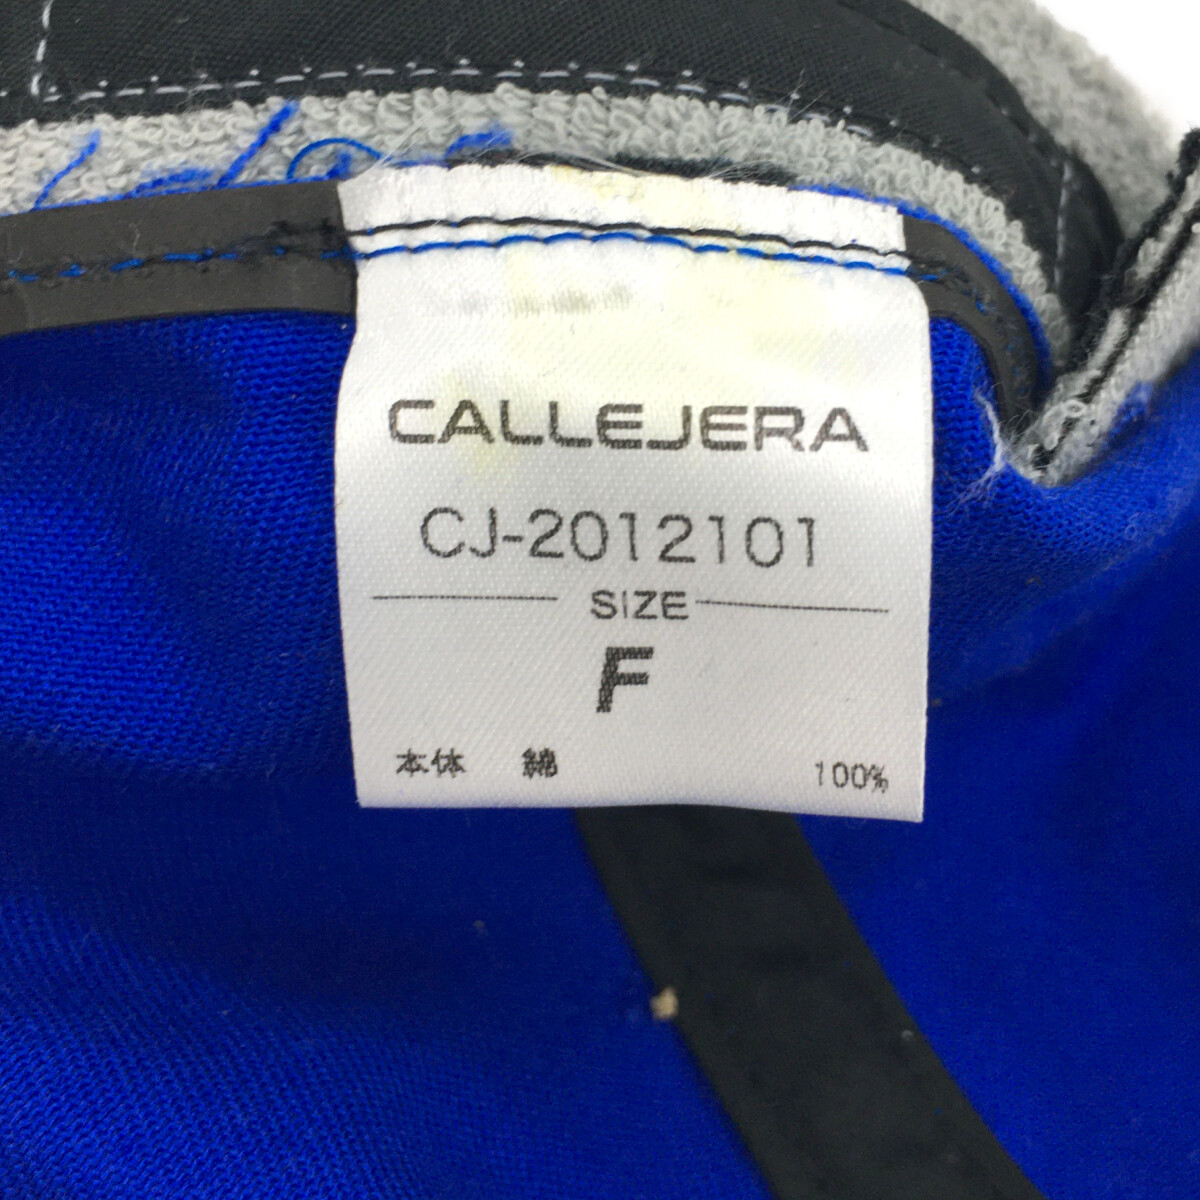 CALLEJERA
CJ-2012101
SIZE
F
本体 綿 100%